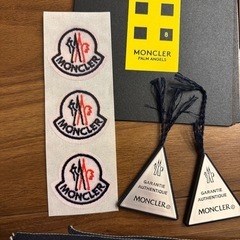 8
MONCLER
PALM ANGELS
MONCLER
MONCLER
MONCLER
GARANTIE
AUTHENTIQUE
MONCLER
GARANTIE
AUTHENTIQUE
MONCLER